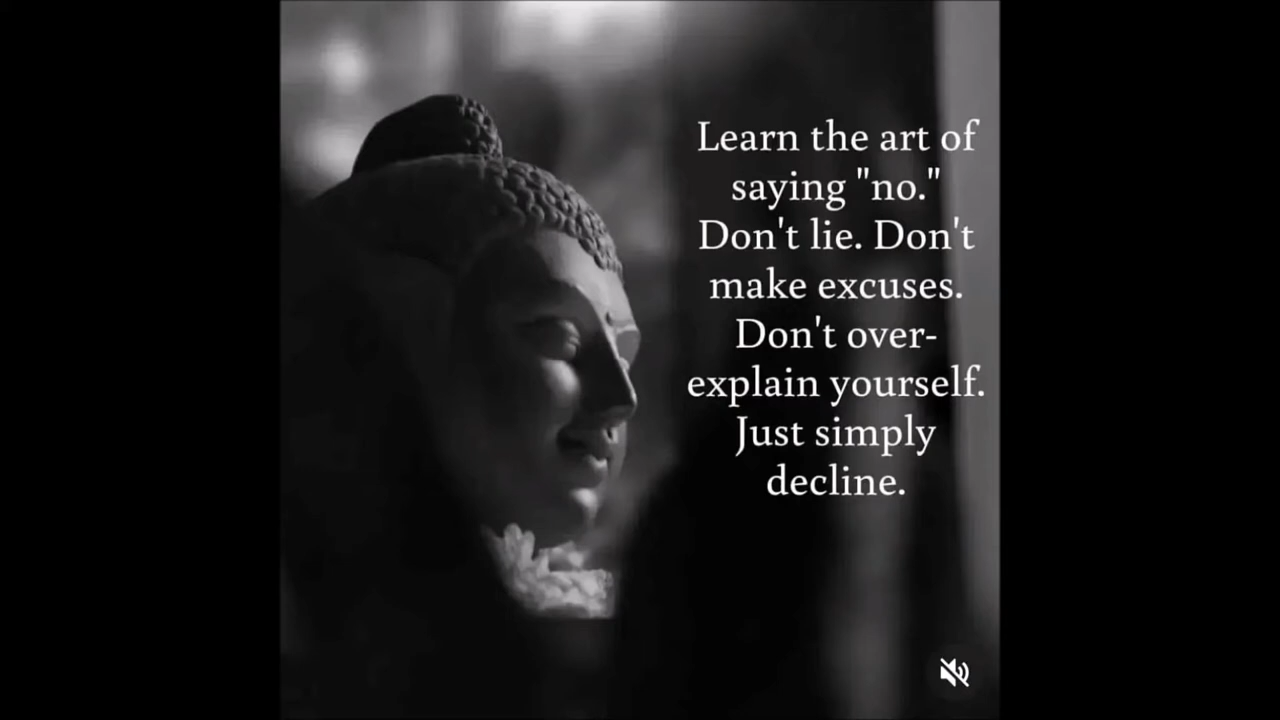 Learn the art of
saying "no."
Don't lie. Don't
make excuses.
Don't over-
explain yourself.
Just simply
decline.